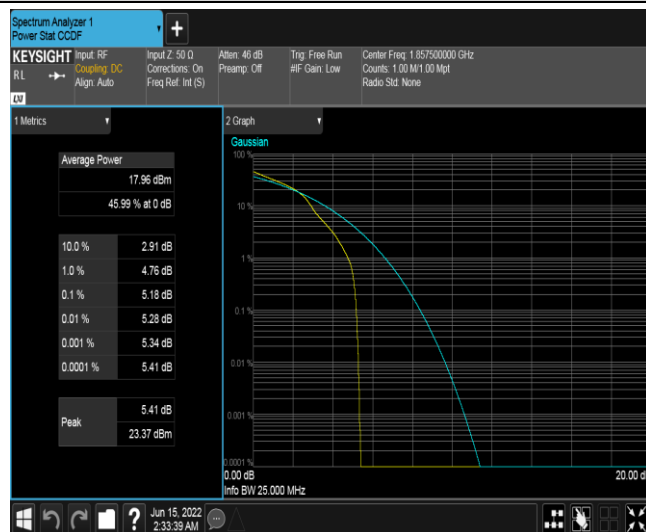 Spectrum Analyzer 1
Power Stat CCDF
+
KEYSIGHT
RL
LXI
Input: RF
Coupling: DC
Align: Auto
Input Z: 50 Ω
Corrections: On
Freq Ref: Int (S)
Atten: 46 dB
Preamp: Off
Trig: Free Run
#IF Gain: Low
Center Freq: 1.857500000 GHz
Counts: 1.00 M/1.00 Mpt
Radio Std: None
1 Metrics
Average Power
17.96 dBm
45.99 % at 0 dB
10.0 % 2.91 dB
1.0 % 4.76 dB
0.1 % 5.18 dB
0.01 % 5.28 dB
0.001 % 5.34 dB
0.0001 % 5.41 dB
Peak
5.41 dB
23.37 dBm
2 Graph
Gaussian
100 %
10 %
1 %
0.1 %
0.01 %
0.001 %
0.0001 %
0.00 dB
20.00 d
Info BW 25.000 MHz
?
Jun 15, 2022
2:33:39 AM